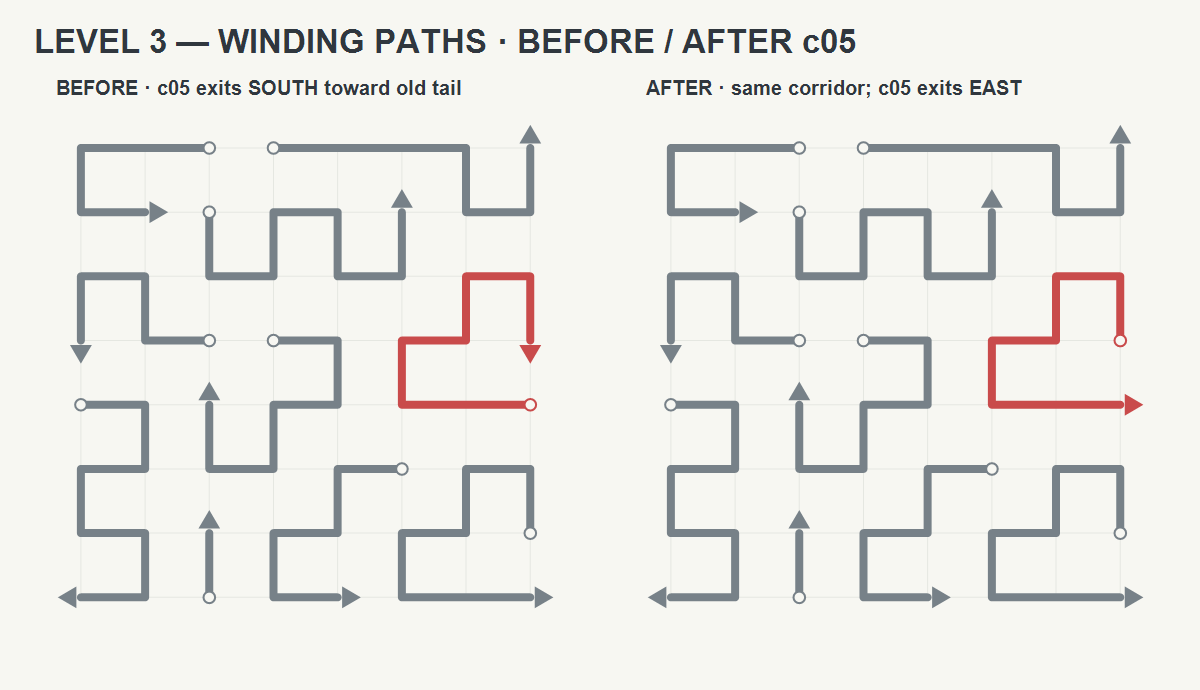 LEVEL 3 — WINDING PATHS · BEFORE / AFTER c05
BEFORE · c05 exits SOUTH toward old tail
AFTER · same corridor; c05 exits EAST